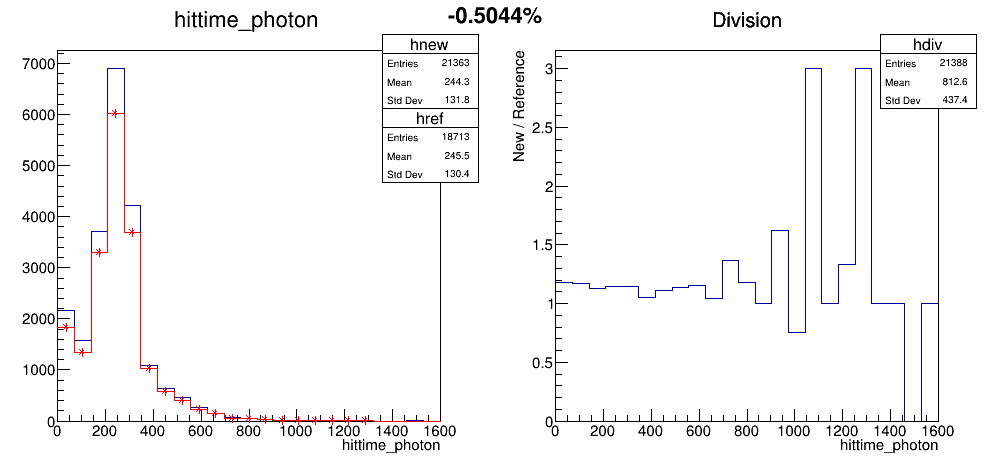 -0.5044%
hittime_photon
hnew
Entries 21363
Mean 244.3
Std Dev 131.8
href
Entries 18713
Mean 245.5
Std Dev 130.4
7000
6000
5000
4000
3000
2000
1000
0
0 200 400 600 800 1000 1200 1400 1600
hittime_photon
Division
hdiv
Entries 21388
Mean 812.6
Std Dev 437.4
New / Reference
3
2.5
2
1.5
1
0.5
0
0 200 400 600 800 1000 1200 1400 1600
hittime_photon